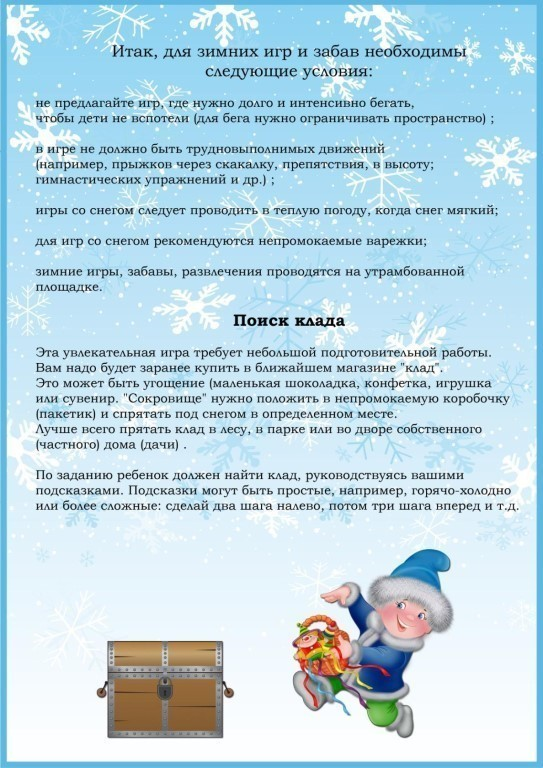 Итак, для зимних игр и забав необходимы
следующие условия:
не предлагайте игр, где нужно долго и интенсивно бегать,
чтобы дети не вспотели (для бега нужно ограничивать пространство) ;
в игре не должно быть трудновыполнимых движений
(например, прыжков через скакалку, препятствия, в высоту;
гимнастических упражнений и др.) ;
игры со снегом следует проводить в теплую погоду, когда снег мягкий;
для игр со снегом рекомендуются непромокаемые варежки;
зимние игры, забавы, развлечения проводятся на утрамбованной
площадке.
Поиск клада
Эта увлекательная игра требует небольшой подготовительной работы.
Вам надо будет заранее купить в ближайшем магазине "клад".
Это может быть угощение (маленькая шоколадка, конфетка, игрушка
или сувенир. "Сокровище" нужно положить в непромокаемую коробочку
(пакетик) и спрятать под снегом в определенном месте.
Лучше всего прятать клад в лесу, в парке или во дворе собственного
(частного) дома (дачи) .
По заданию ребенок должен найти клад, руководствуясь вашими
подсказками. Подсказки могут быть простые, например, горячо-холодно
или более сложные: сделай два шага налево, потом три шага вперед и т.д.